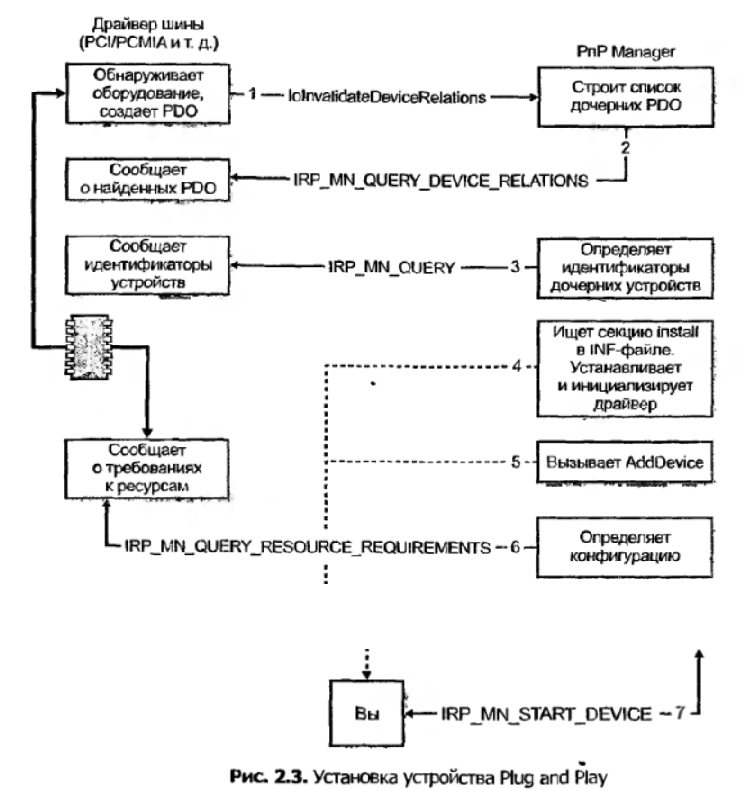 Драйвер шины
(PCI/PCMIA и т. д.)
PnP Manager
Обнаруживает
оборудование,
создает PDO
1
IoInvalidateDeviceRelations
Строит список
дочерних PDO
2
Сообщает
о найденных PDO
IRP_MN_QUERY_DEVICE_RELATIONS
Сообщает
идентификаторы
устройств
IRP_MN_QUERY
3
Определяет
идентификаторы
дочерних устройств
4
Ищет секцию install
в INF-файле.
Устанавливает
и инициализирует
драйвер
Сообщает
о требованиях
к ресурсам
5
Вызывает AddDevice
IRP_MN_QUERY_RESOURCE_REQUIREMENTS
6
Определяет
конфигурацию
Вы
IRP_MN_START_DEVICE
7
Рис. 2.3. Установка устройства Plug and Play